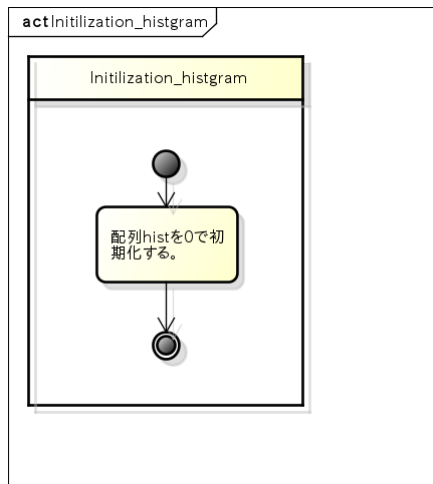 act Initilization_histgram
Initilization_histgram
配列histを0で初
期化する。